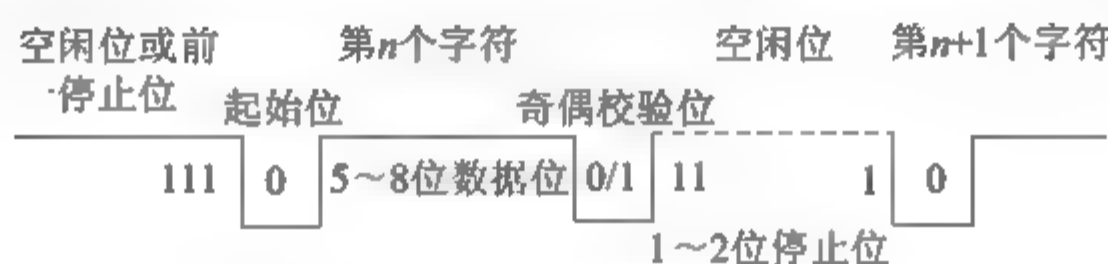 空闲位或前
停止位
第n个字符
空闲位
第n+1个字符
起始位
奇偶校验位
111
0
5～8位数据位
0/1
11
1
0
1～2位停止位